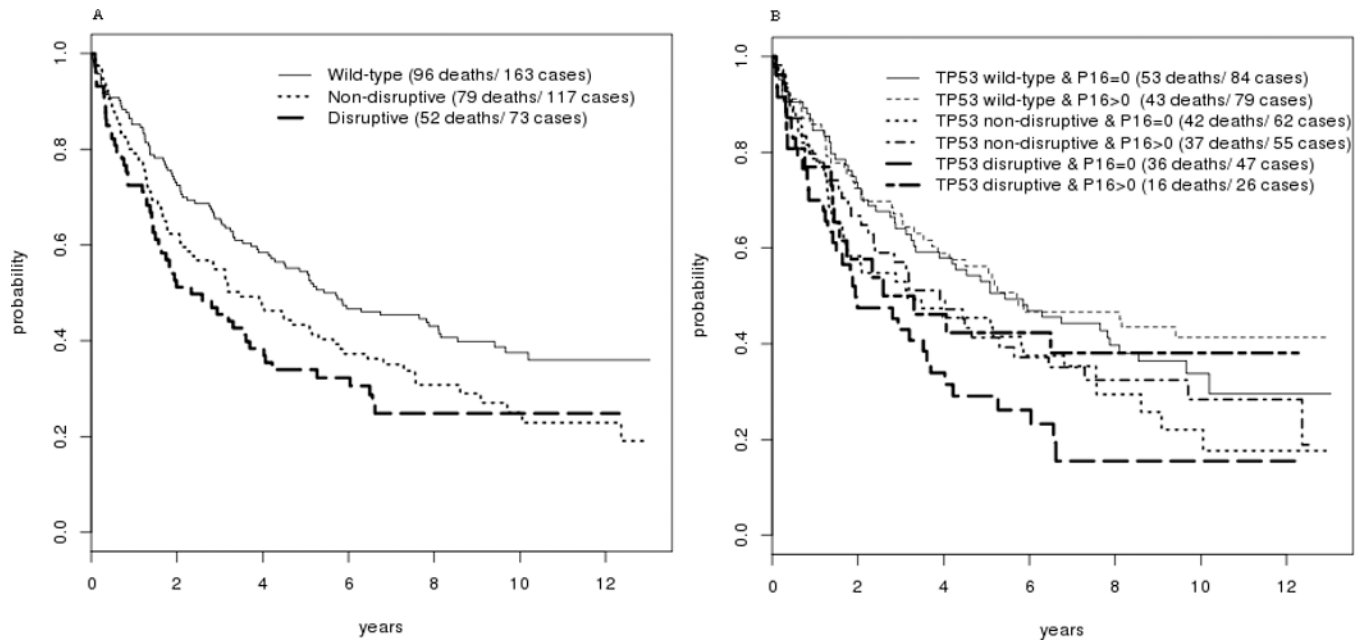 A
Wild-type (96 deaths/ 163 cases)
Non-disruptive (79 deaths/ 117 cases)
Disruptive (52 deaths/ 73 cases)
probability
1.0
0.8
0.6
0.4
0.2
0.0
0 2 4 6 8 10 12
years
B
TP53 wild-type & P16=0 (53 deaths/ 84 cases)
TP53 wild-type & P16>0 (43 deaths/ 79 cases)
TP53 non-disruptive & P16=0 (42 deaths/ 62 cases)
TP53 non-disruptive & P16>0 (37 deaths/ 55 cases)
TP53 disruptive & P16=0 (36 deaths/ 47 cases)
TP53 disruptive & P16>0 (16 deaths/ 26 cases)
probability
1.0
0.8
0.6
0.4
0.2
0.0
0 2 4 6 8 10 12
years